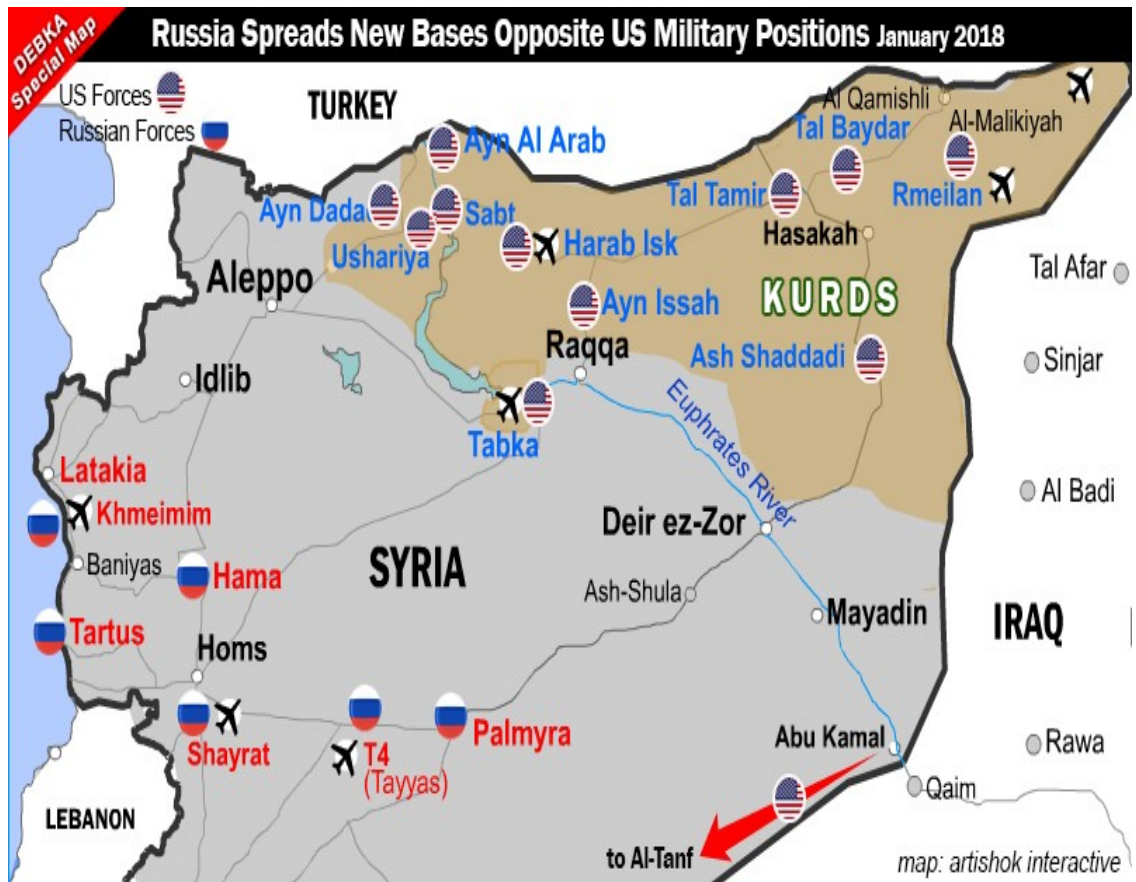 DEBKA
Special Map
Russia Spreads New Bases Opposite US Military Positions January 2018
US Forces
Russian Forces
TURKEY
Al Qamishli
Tal Baydar
Al-Malikiyah
Ayn Al Arab
Ayn Dada
Sabt
Tal Tamir
Rmeilan
Ushariya
Harab Isk
Hasakah
Aleppo
KURDS
Tal Afar
Ayn Issah
Raqqa
Ash Shaddadi
Sinjar
Idlib
Tabka
Euphrates River
Latakia
Khmeimim
Al Badi
Deir ez-Zor
Baniyas
Hama
SYRIA
Ash-Shula
Mayadin
IRAQ
Tartus
Homs
Shayrat
T4
(Tayyas)
Palmyra
Abu Kamal
Rawa
Qaim
LEBANON
to Al-Tanf
map: artishok interactive